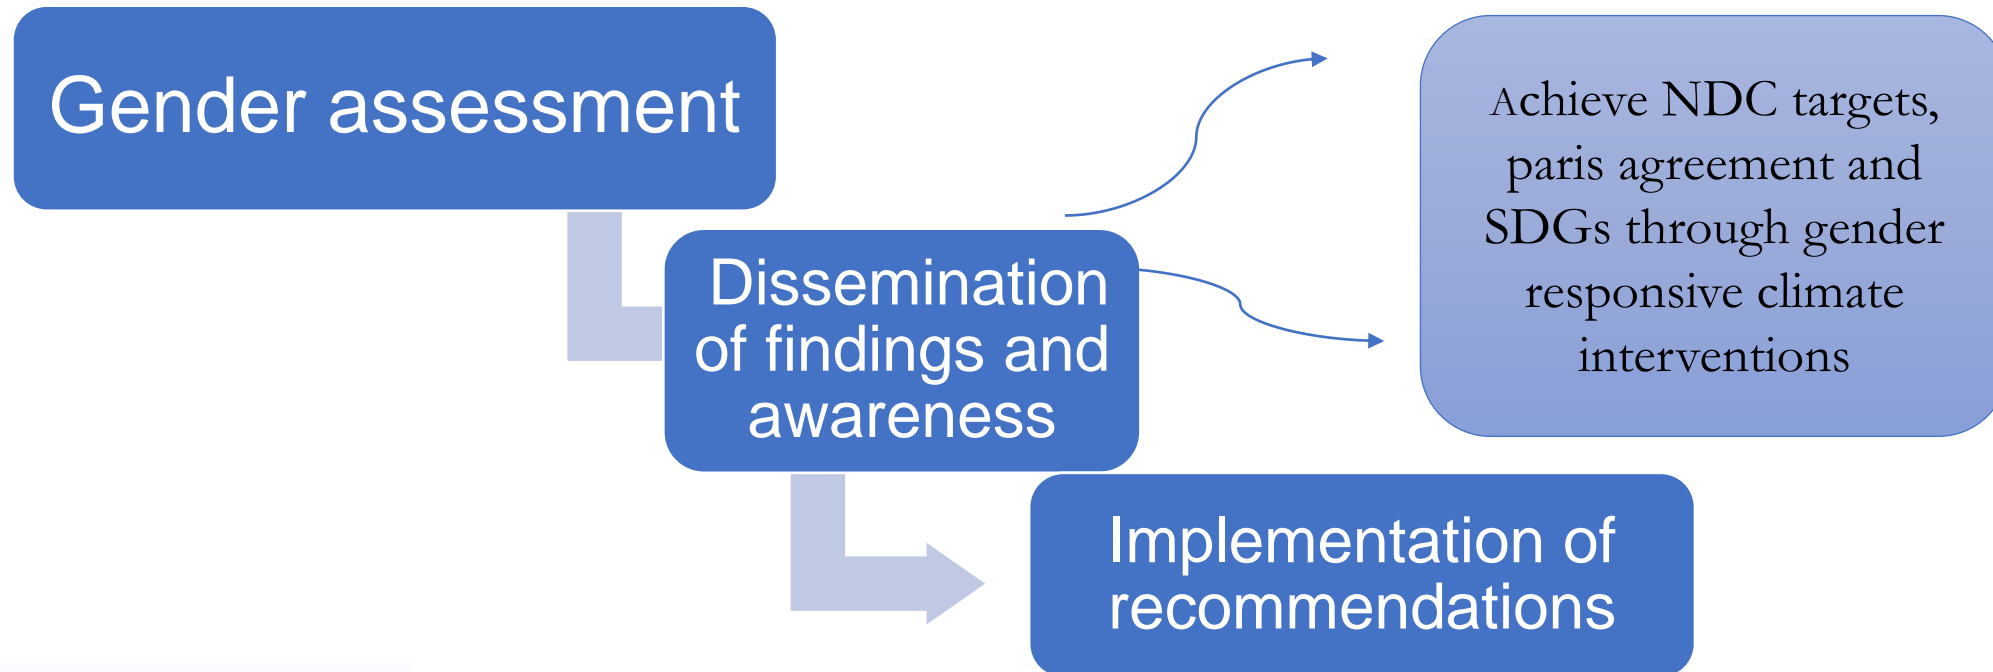 Gender assessment
Dissemination
of findings and
awareness
Implementation of
recommendations
Achieve NDC targets,
paris agreement and
SDGs through gender
responsive climate
interventions